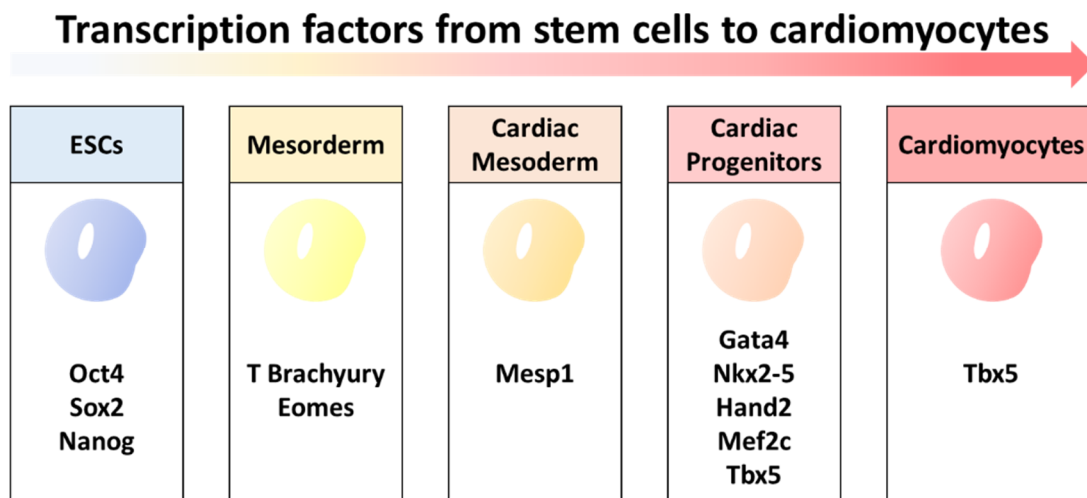 Transcription factors from stem cells to cardiomyocytes
ESCs
Oct4
Sox2
Nanog
Mesorderm
T Brachyury
Eomes
Cardiac
Mesoderm
Mesp1
Cardiac
Progenitors
Gata4
Nkx2-5
Hand2
Mef2c
Tbx5
Cardiomyocytes
Tbx5